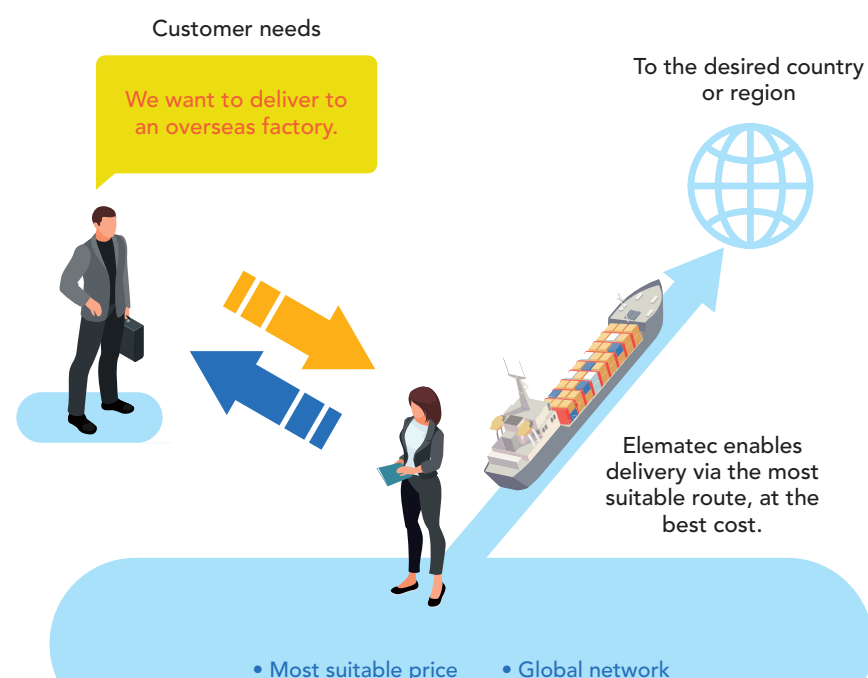 Customer needs
We want to deliver to
an overseas factory.
To the desired country
or region
Elematec enables
delivery via the most
suitable route, at the
best cost.
• Most suitable price • Global network